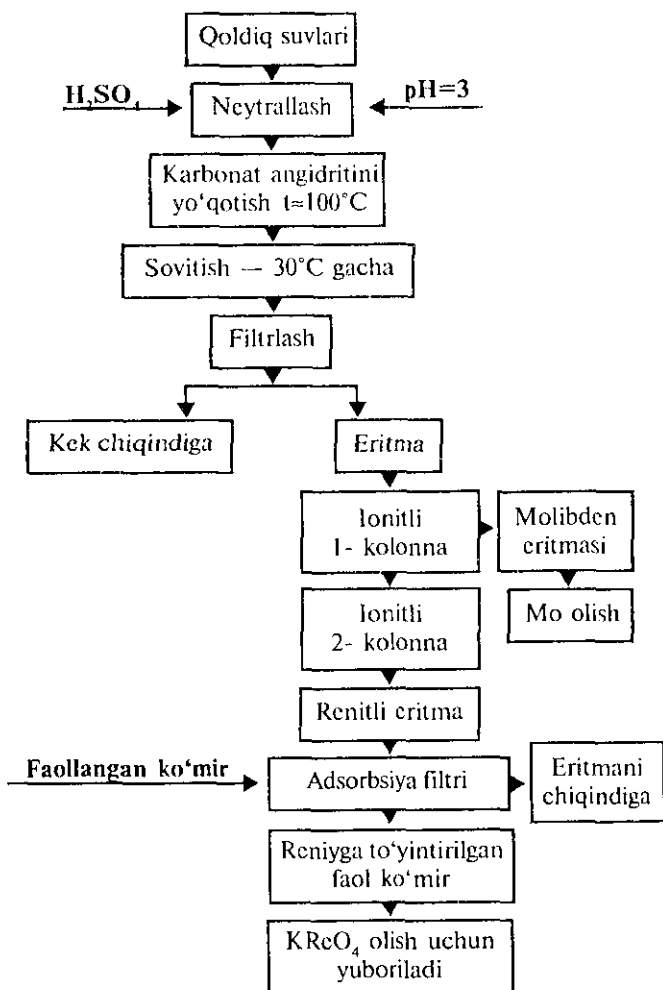 Qoldiq suvlari
H₂SO₄
Neytrallash
pH=3
Karbonat angidritini
yo‘qotish t≈100°C
Sovitish — 30°C gacha
Filtrlash
Kek chiqindiga
Eritma
Ionitli
1- kolonna
Molibden
eritmasi
Ionitli
2- kolonna
Mo olish
Renitli eritma
Faollangan ko‘mir
Adsorbsiya filtri
Eritmani
chiqindiga
Reniyga to‘yintirilgan
faol ko‘mir
KReO₄ olish uchun
yuboriladi